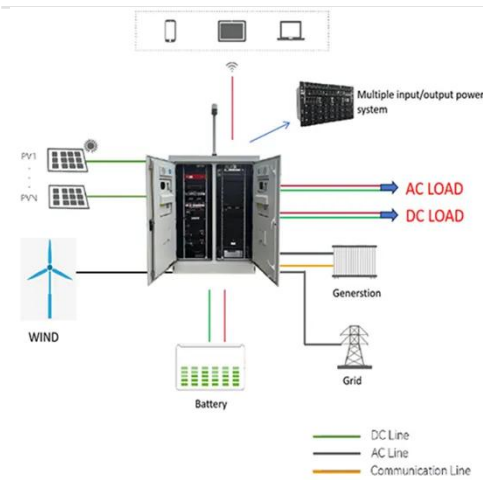 Multiple input/output power
system
PV1
PVN
AC LOAD
DC LOAD
WIND
Generstion
Grid
Battery
DC Line
AC Line
Communication Line